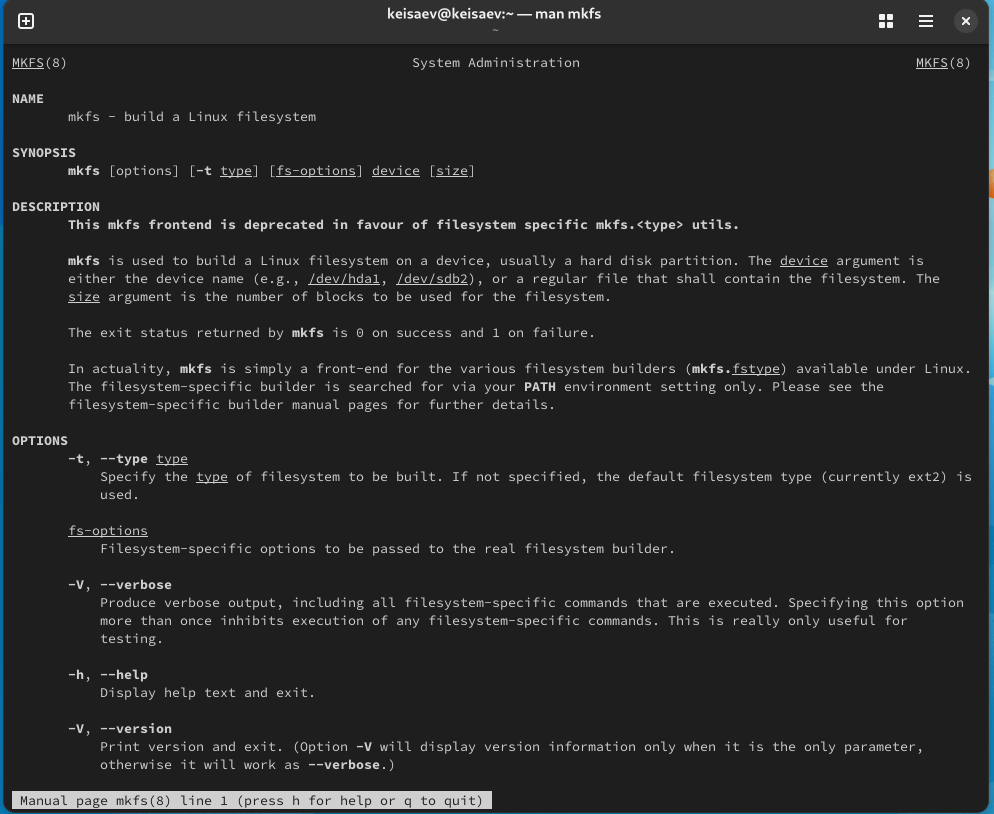 keisaev@keisaev:~ — man mkfs
~
MKFS(8) System Administration MKFS(8)
NAME
mkfs - build a Linux filesystem
SYNOPSIS
mkfs [options] [-t type] [fs-options] device [size]
DESCRIPTION
This mkfs frontend is deprecated in favour of filesystem specific mkfs.<type> utils.
mkfs is used to build a Linux filesystem on a device, usually a hard disk partition. The device argument is
either the device name (e.g., /dev/hda1, /dev/sdb2), or a regular file that shall contain the filesystem. The
size argument is the number of blocks to be used for the filesystem.
The exit status returned by mkfs is 0 on success and 1 on failure.
In actuality, mkfs is simply a front-end for the various filesystem builders (mkfs.fstype) available under Linux.
The filesystem-specific builder is searched for via your PATH environment setting only. Please see the
filesystem-specific builder manual pages for further details.
OPTIONS
-t, --type type
Specify the type of filesystem to be built. If not specified, the default filesystem type (currently ext2) is
used.
fs-options
Filesystem-specific options to be passed to the real filesystem builder.
-V, --verbose
Produce verbose output, including all filesystem-specific commands that are executed. Specifying this option
more than once inhibits execution of any filesystem-specific commands. This is really only useful for
testing.
-h, --help
Display help text and exit.
-V, --version
Print version and exit. (Option -V will display version information only when it is the only parameter,
otherwise it will work as --verbose.)
Manual page mkfs(8) line 1 (press h for help or q to quit)